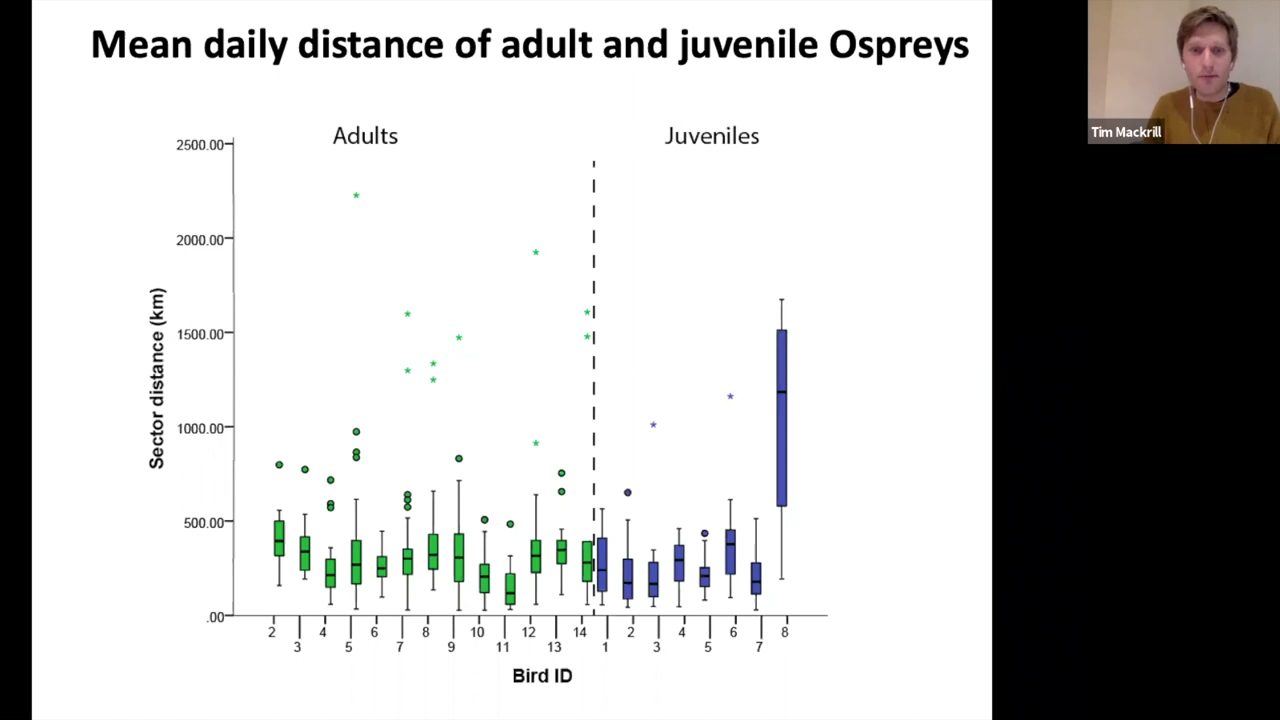 Mean daily distance of adult and juvenile Ospreys
Tim Mackrill
Adults
Juveniles
2500.00
2000.00
1500.00
1000.00
500.00
.00
Sector distance (km)
2 4 6 8 10 12 14 2 4 6 8
3 5 7 9 11 13 1 3 5 7
Bird ID